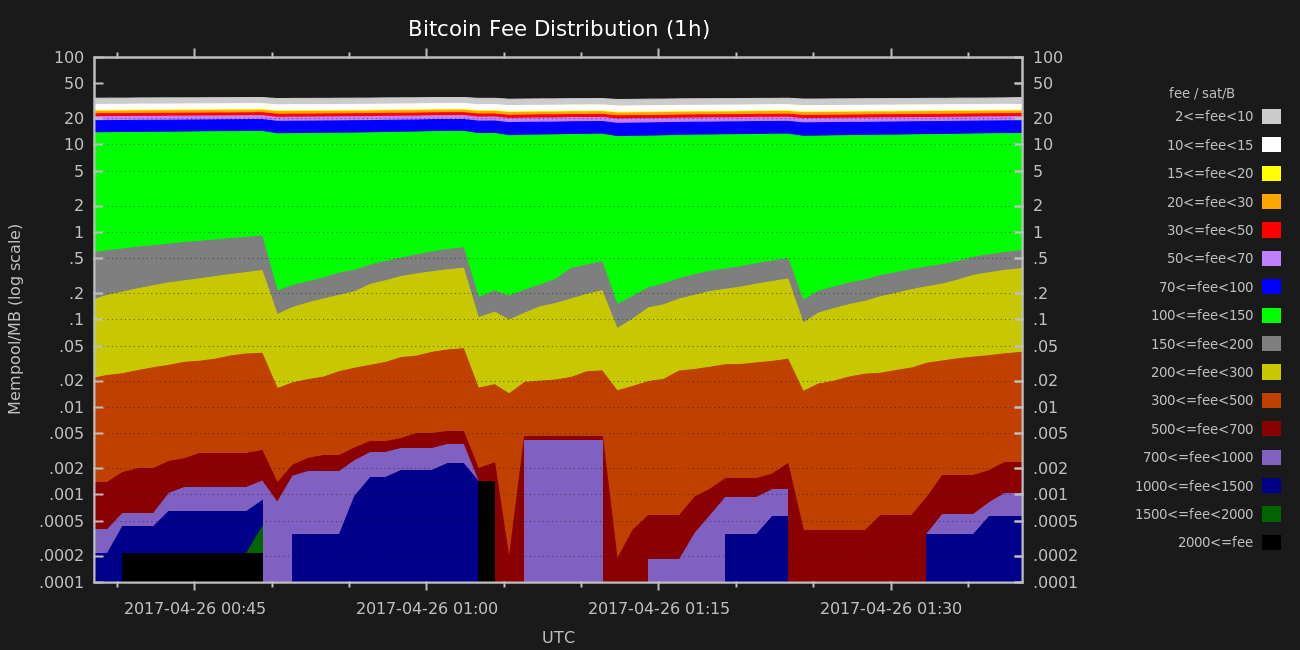 Bitcoin Fee Distribution (1h)
100
50
20
10
5
2
1
.5
.2
.1
.05
.02
.01
.005
.002
.001
.0005
.0002
.0001
Mempool/MB (log scale)
100
50
20
10
5
2
1
.5
.2
.1
.05
.02
.01
.005
.002
.001
.0005
.0002
.0001
2017-04-26 00:45
2017-04-26 01:00
2017-04-26 01:15
2017-04-26 01:30
UTC
fee / sat/B
2<=fee<10
10<=fee<15
15<=fee<20
20<=fee<30
30<=fee<50
50<=fee<70
70<=fee<100
100<=fee<150
150<=fee<200
200<=fee<300
300<=fee<500
500<=fee<700
700<=fee<1000
1000<=fee<1500
1500<=fee<2000
2000<=fee